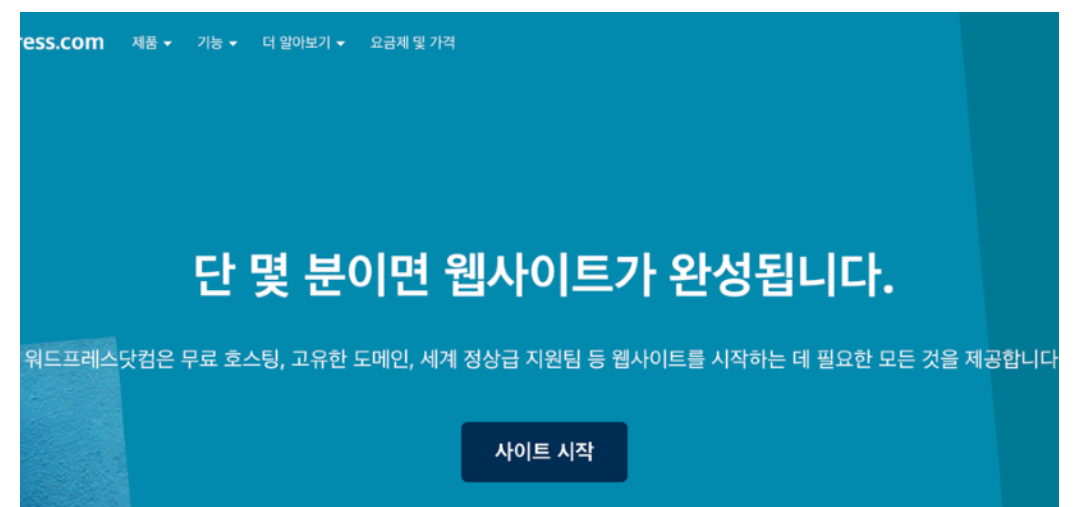 ress.com 제품 기능 더 알아보기 요금제 및 가격
단 몇 분이면 웹사이트가 완성됩니다.
워드프레스닷컴은 무료 호스팅, 고유한 도메인, 세계 정상급 지원팀 등 웹사이트를 시작하는 데 필요한 모든 것을 제공합니다
사이트 시작